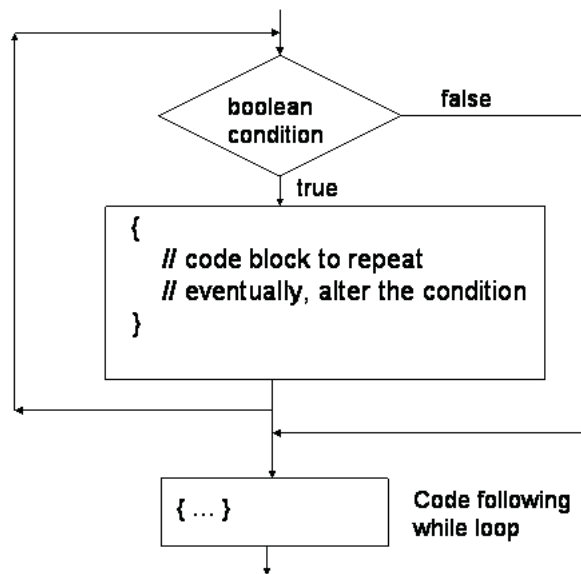 boolean
condition
false
true
{
// code block to repeat
// eventually, alter the condition
}
{ ... }
Code following
while loop